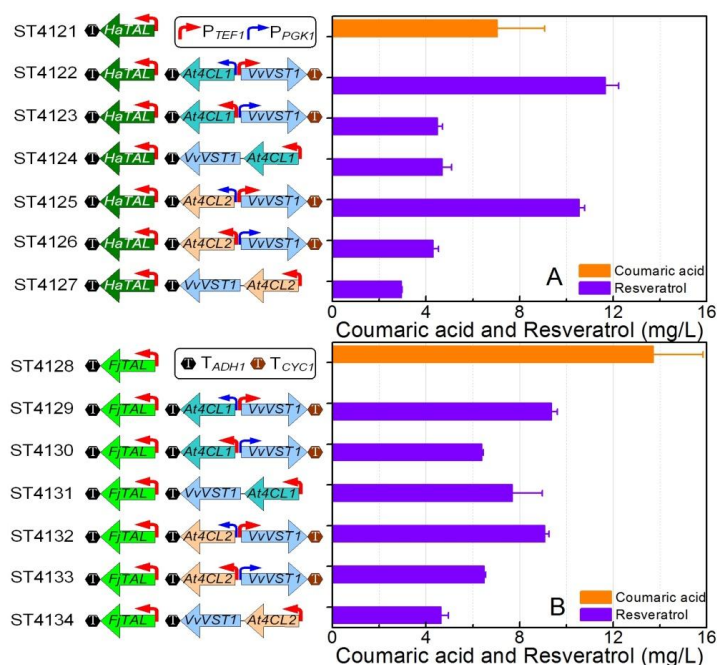 P_TEF1 P_PGK1
ST4121 T HaTAL
ST4122 T HaTAL T At4CL1 VvVST1 T
ST4123 T HaTAL T At4CL1 VvVST1 T
ST4124 T HaTAL T VvVST1 At4CL1
ST4125 T HaTAL T At4CL2 VvVST1 T
ST4126 T HaTAL T At4CL2 VvVST1 T
ST4127 T HaTAL T VvVST1 At4CL2
A
Coumaric acid
Resveratrol
0 4 8 12 16
Coumaric acid and Resveratrol (mg/L)
T T_ADH1 T T_CYC1
ST4128 T FjTAL
ST4129 T FjTAL T At4CL1 VvVST1 T
ST4130 T FjTAL T At4CL1 VvVST1 T
ST4131 T FjTAL T VvVST1 At4CL1
ST4132 T FjTAL T At4CL2 VvVST1 T
ST4133 T FjTAL T At4CL2 VvVST1 T
ST4134 T FjTAL T VvVST1 At4CL2
B
Coumaric acid
Resveratrol
0 4 8 12 16
Coumaric acid and Resveratrol (mg/L)